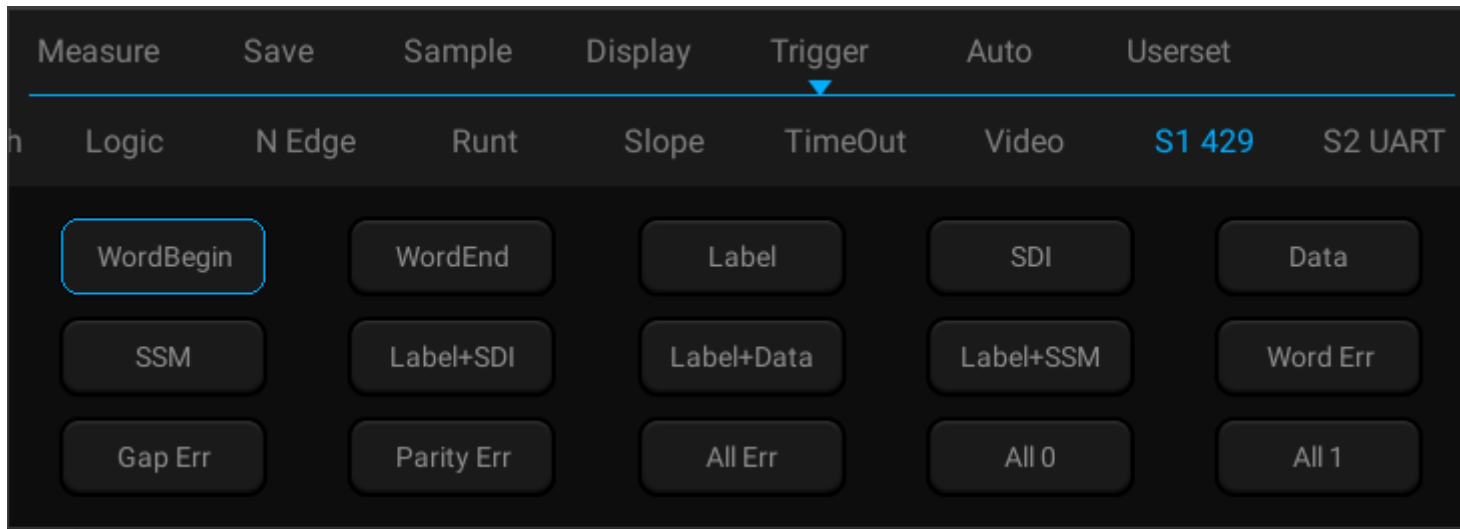 Measure Save Sample Display Trigger Auto Userset
h Logic N Edge Runt Slope TimeOut Video S1 429 S2 UART
WordBegin WordEnd Label SDI Data
SSM Label+SDI Label+Data Label+SSM Word Err
Gap Err Parity Err All Err All 0 All 1